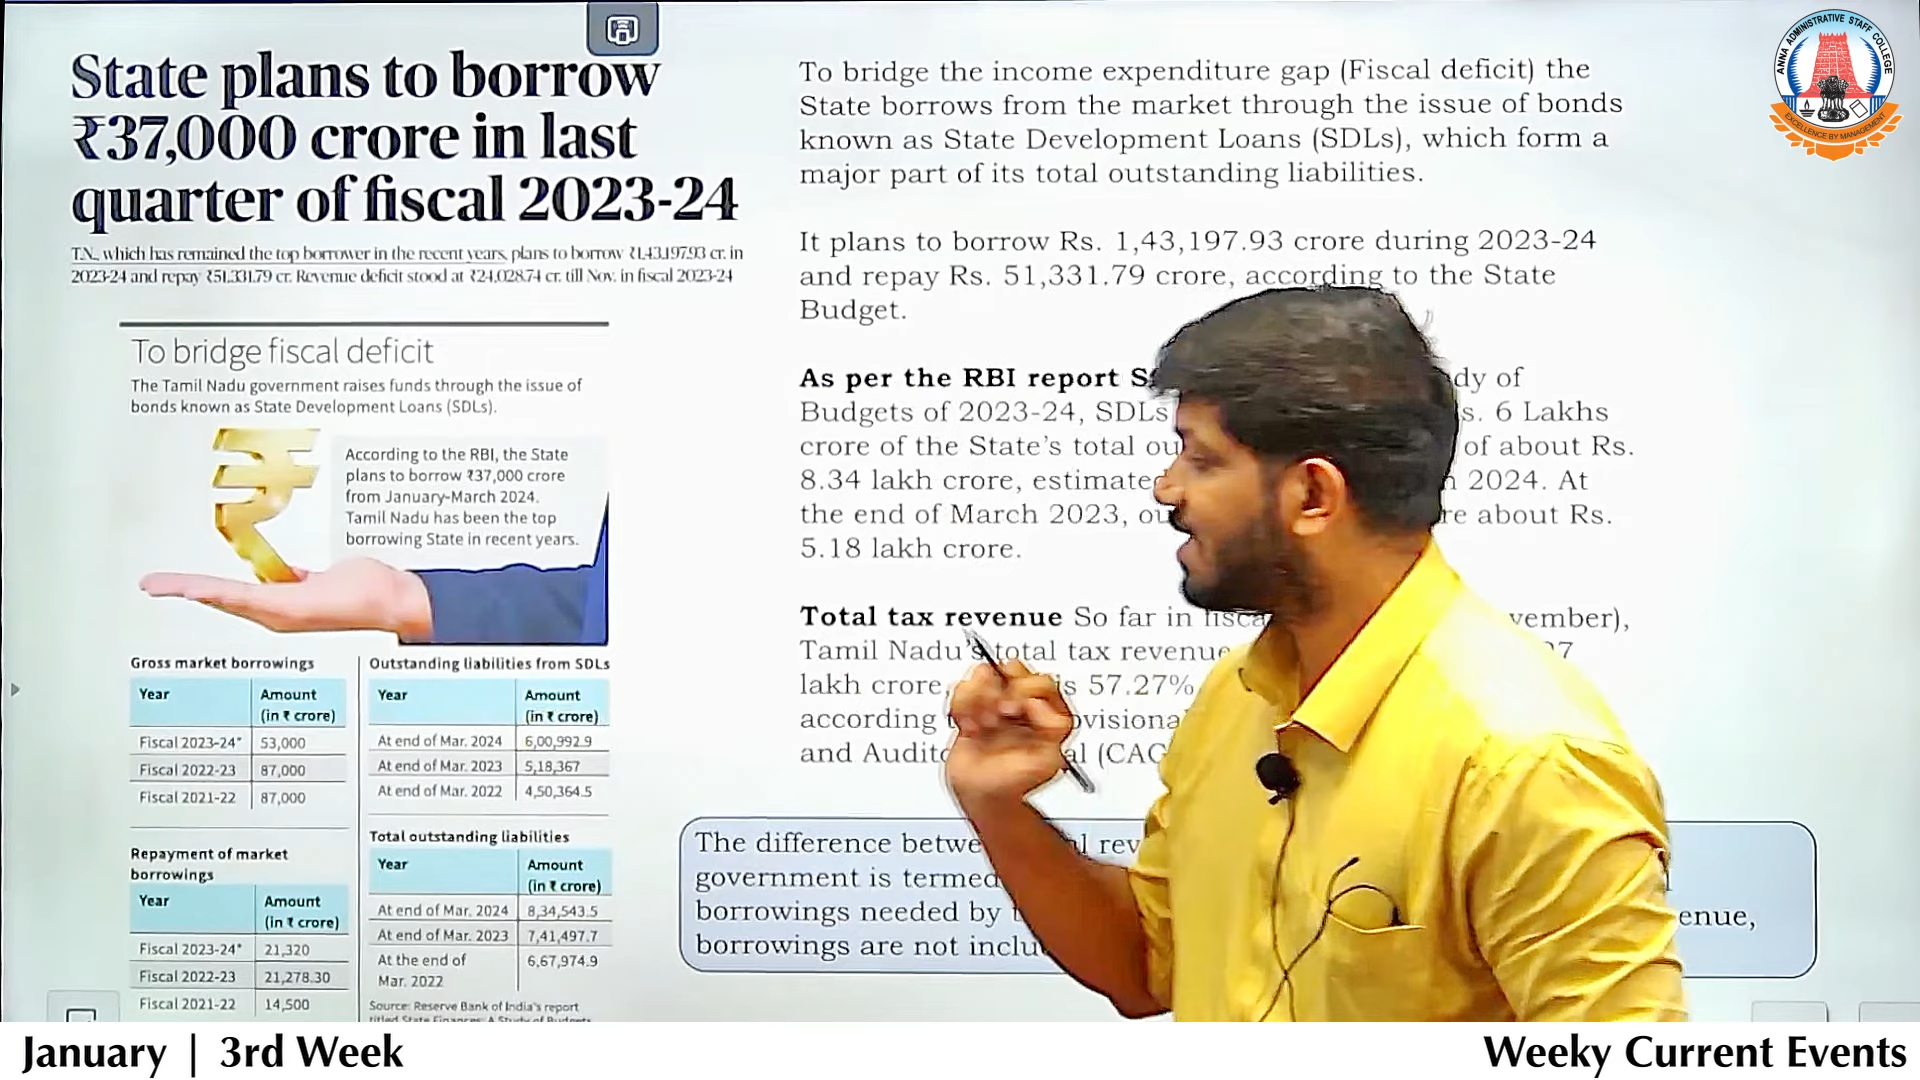 State plans to borrow
₹37,000 crore in last
quarter of fiscal 2023-24
T.N., which has remained the top borrower in the recent years, plans to borrow ₹1,43,197.93 cr. in
2023-24 and repay ₹51,331.79 cr. Revenue deficit stood at ₹24,028.74 cr. till Nov. in fiscal 2023-24
To bridge fiscal deficit
The Tamil Nadu government raises funds through the issue of
bonds known as State Development Loans (SDLs).
According to the RBI, the State
plans to borrow ₹37,000 crore
from January-March 2024.
Tamil Nadu has been the top
borrowing State in recent years.
Gross market borrowings
Year Amount
(in ₹ crore)
Fiscal 2023-24* 53,000
Fiscal 2022-23 87,000
Fiscal 2021-22 87,000
Repayment of market
borrowings
Year Amount
(in ₹ crore)
Fiscal 2023-24* 21,320
Fiscal 2022-23 21,278.30
Fiscal 2021-22 14,500
Outstanding liabilities from SDLs
Year Amount
(in ₹ crore)
At end of Mar. 2024 6,00,992.9
At end of Mar. 2023 5,18,367
At end of Mar. 2022 4,50,364.5
Total outstanding liabilities
Year Amount
(in ₹ crore)
At end of Mar. 2024 8,34,543.5
At end of Mar. 2023 7,41,497.7
At the end of
Mar. 2022 6,67,974.9
Source: Reserve Bank of India's report
titled State Finances: A Study of Budgets
To bridge the income expenditure gap (Fiscal deficit) the
State borrows from the market through the issue of bonds
known as State Development Loans (SDLs), which form a
major part of its total outstanding liabilities.
It plans to borrow Rs. 1,43,197.93 crore during 2023-24
and repay Rs. 51,331.79 crore, according to the State
Budget.
As per the RBI report of
Budgets of 2023-24, SDLs 6 Lakhs
crore of the State's total of about Rs.
8.34 lakh crore, 2024. At
the end of March 2023, about Rs.
5.18 lakh crore.
Total tax revenue So far in
Tamil Nadu's total tax revenue
lakh crore, 57.27%
according
and
The difference
government is termed
borrowings needed by
borrowings are not
ANNA ADMINISTRATIVE STAFF COLLEGE
EXCELLENCE BY MANAGEMENT
January | 3rd Week
Weeky Current Events